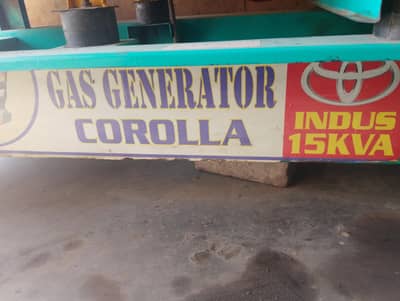 GAS GENERATOR
COROLLA
INDUS
15KVA